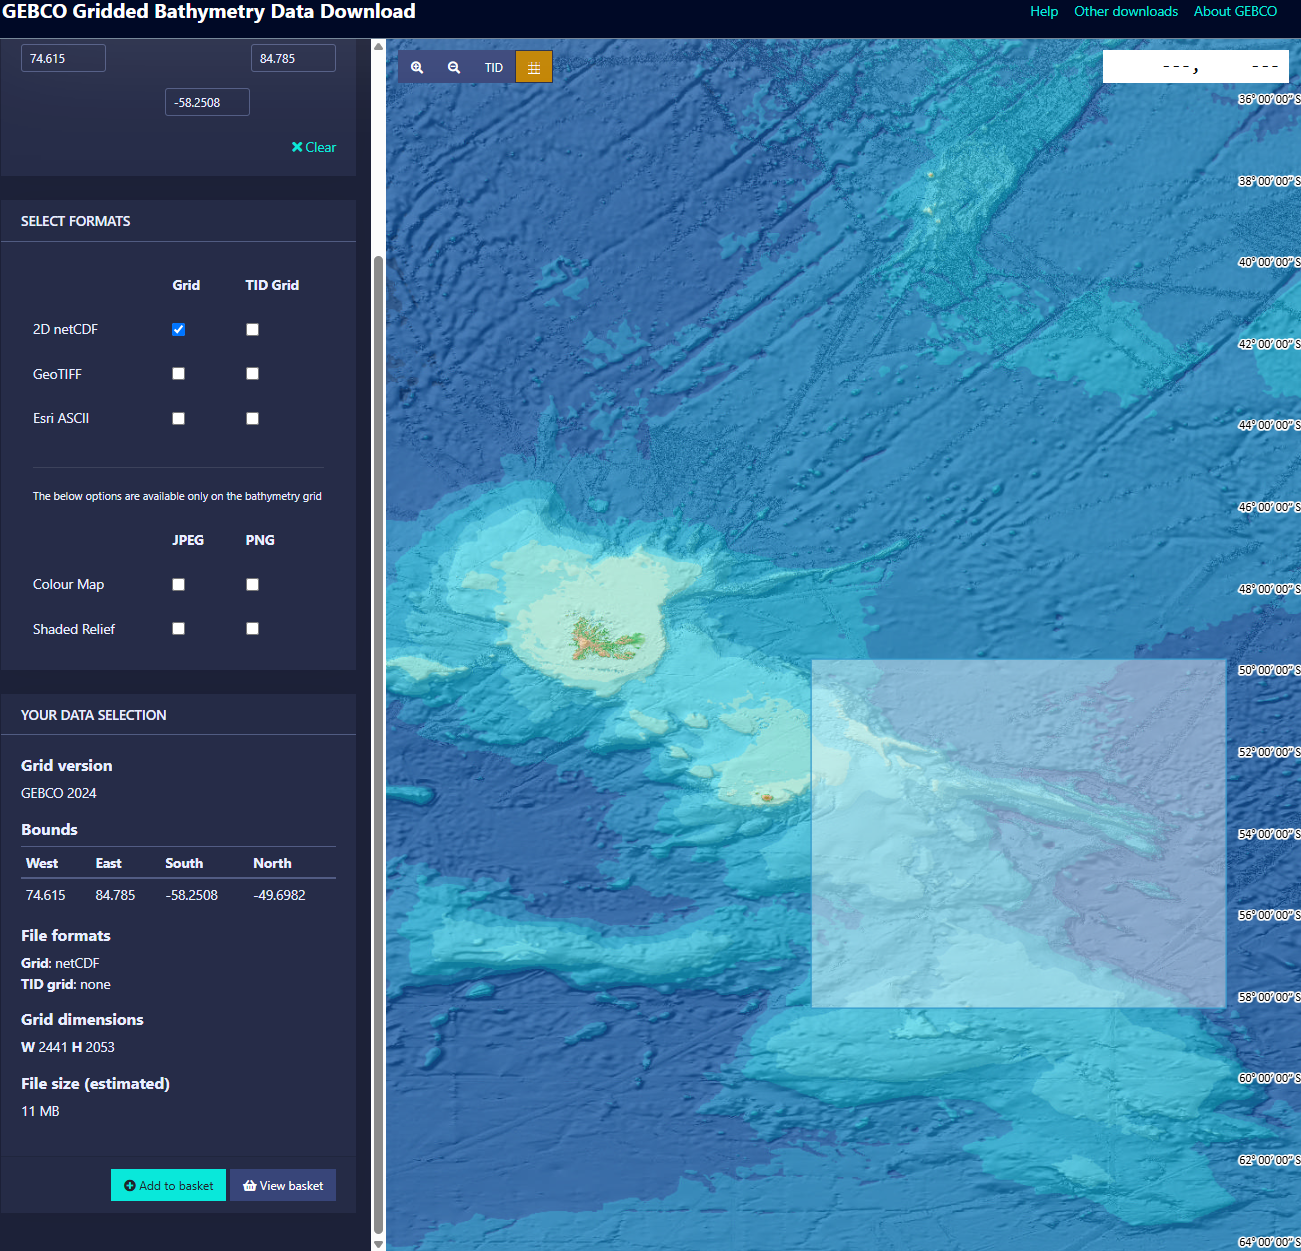 GEBCO Gridded Bathymetry Data Download
Help Other downloads About GEBCO
74.615 84.785
-58.2508
Clear
SELECT FORMATS
Grid TID Grid
2D netCDF
GeoTIFF
Esri ASCII
The below options are available only on the bathymetry grid
JPEG PNG
Colour Map
Shaded Relief
YOUR DATA SELECTION
Grid version
GEBCO 2024
Bounds
West East South North
74.615 84.785 -58.2508 -49.6982
File formats
Grid: netCDF
TID grid: none
Grid dimensions
W 2441 H 2053
File size (estimated)
11 MB
Add to basket View basket
TID
---, ---
36° 00′ 00″ S
38° 00′ 00″ S
40° 00′ 00″ S
42° 00′ 00″ S
44° 00′ 00″ S
46° 00′ 00″ S
48° 00′ 00″ S
50° 00′ 00″ S
52° 00′ 00″ S
54° 00′ 00″ S
56° 00′ 00″ S
58° 00′ 00″ S
60° 00′ 00″ S
62° 00′ 00″ S
64° 00′ 00″ S